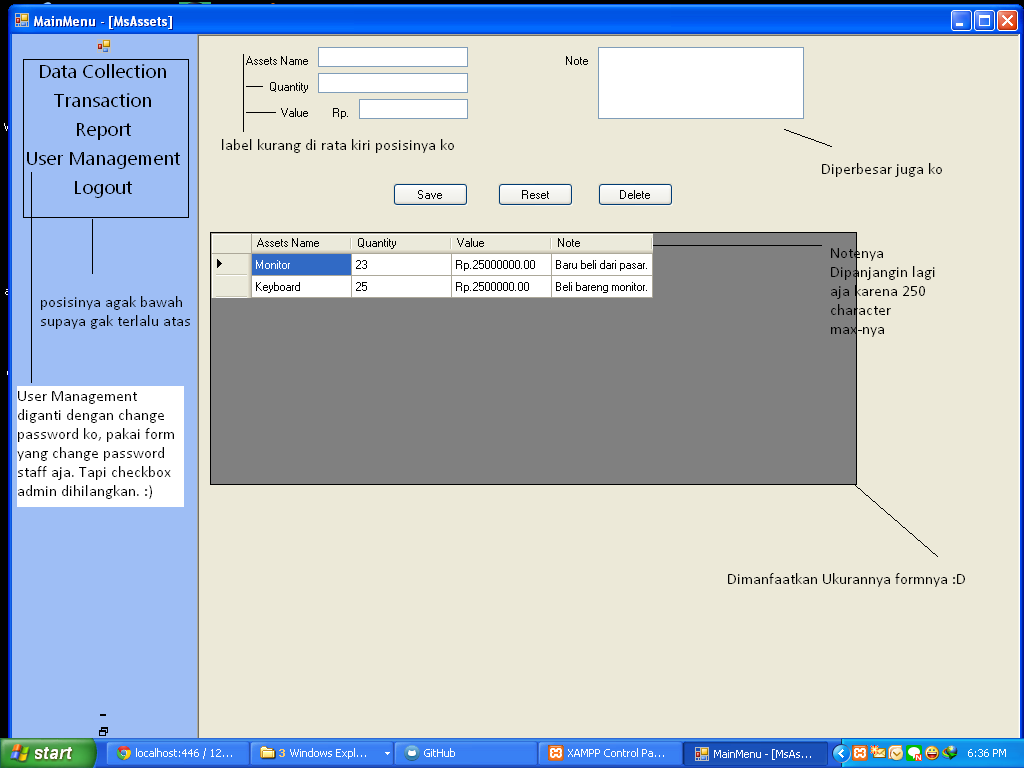 MainMenu - [MsAssets]
Data Collection
Transaction
Report
User Management
Logout
posisinya agak bawah
supaya gak terlalu atas
User Management
diganti dengan change
password ko, pakai form
yang change password
staff aja. Tapi checkbox
admin dihilangkan. :)
Assets Name
Quantity
Value Rp.
label kurang di rata kiri posisinya ko
Note
Diperbesar juga ko
Save Reset Delete
Assets Name Quantity Value Note
Monitor 23 Rp.25000000.00 Baru beli dari pasar.
Keyboard 25 Rp.2500000.00 Beli bareng monitor.
Notenya
Dipanjangin lagi
aja karena 250
character
max-nya
Dimanfaatkan Ukurannya formnya :D
start localhost:446 / 12... 3 Windows Expl... GitHub XAMPP Control Pa... MainMenu - [MsAs... 6:36 PM